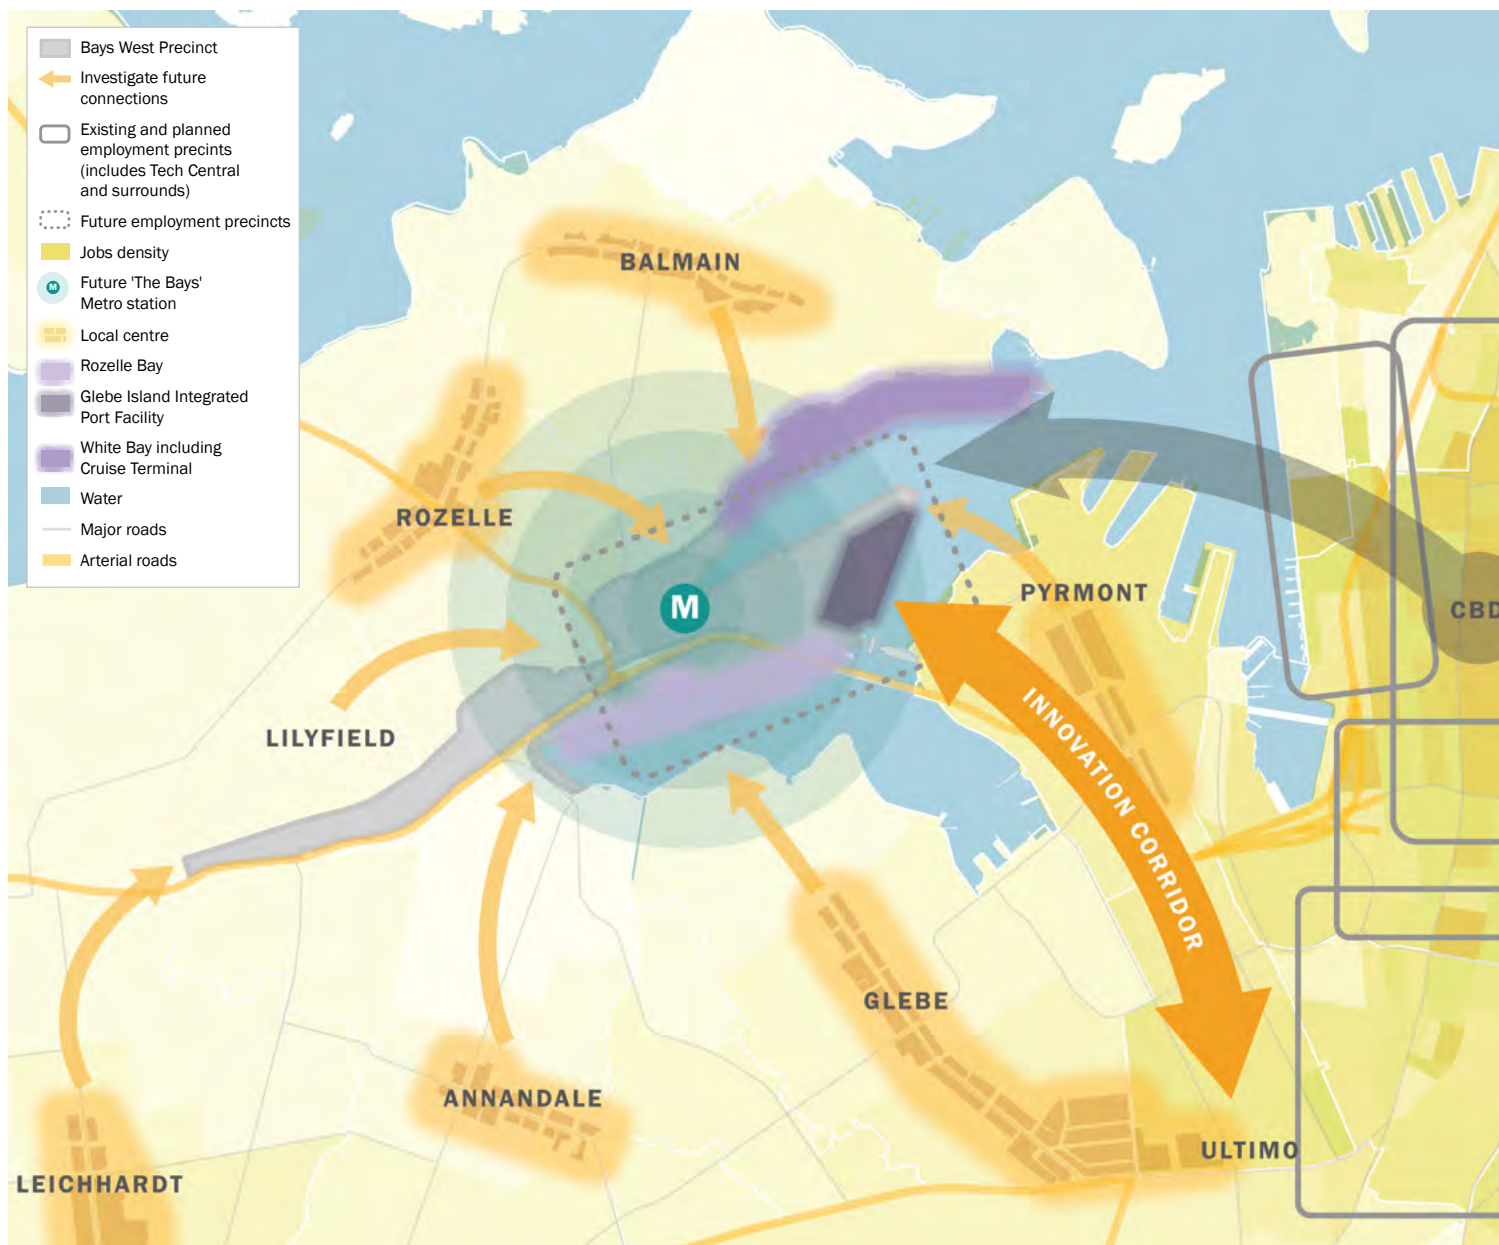 Bays West Precinct
Investigate future
connections
Existing and planned
employment precints
(includes Tech Central
and surrounds)
Future employment precincts
Jobs density
M
Future 'The Bays'
Metro station
Local centre
Rozelle Bay
Glebe Island Integrated
Port Facility
White Bay including
Cruise Terminal
Water
Major roads
Arterial roads
BALMAIN
ROZELLE
PYRMONT
M
CBD
LILYFIELD
INNOVATION CORRIDOR
GLEBE
ANNANDALE
ULTIMO
LEICHHARDT